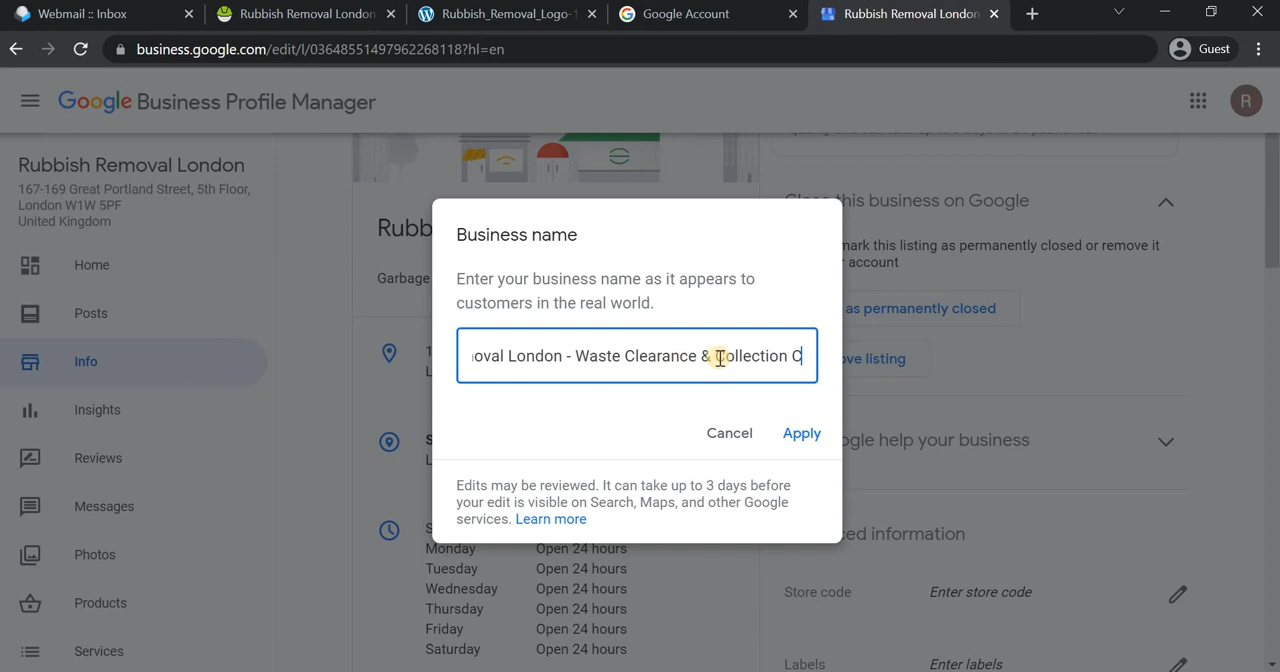 Webmail :: Inbox
Rubbish Removal London
Rubbish_Removal_Logo-1
Google Account
Rubbish Removal London
business.google.com/edit/l/03648551497962268118?hl=en
Guest
Google Business Profile Manager
R
Rubbish Removal London
167-169 Great Portland Street, 5th Floor,
London W1W 5PF
United Kingdom
Home
Posts
Info
Insights
Reviews
Messages
Photos
Products
Services
Rubb
Garbage
Monday Open 24 hours
Tuesday Open 24 hours
Wednesday Open 24 hours
Thursday Open 24 hours
Friday Open 24 hours
Saturday Open 24 hours
Business name
Enter your business name as it appears to
customers in the real world.
oval London - Waste Clearance & Collection C
Cancel Apply
Edits may be reviewed. It can take up to 3 days before
your edit is visible on Search, Maps, and other Google
services. Learn more
Close this business on Google
mark this listing as permanently closed or remove it
account
as permanently closed
ove listing
ogle help your business
ced information
Store code Enter store code
Labels Enter labels